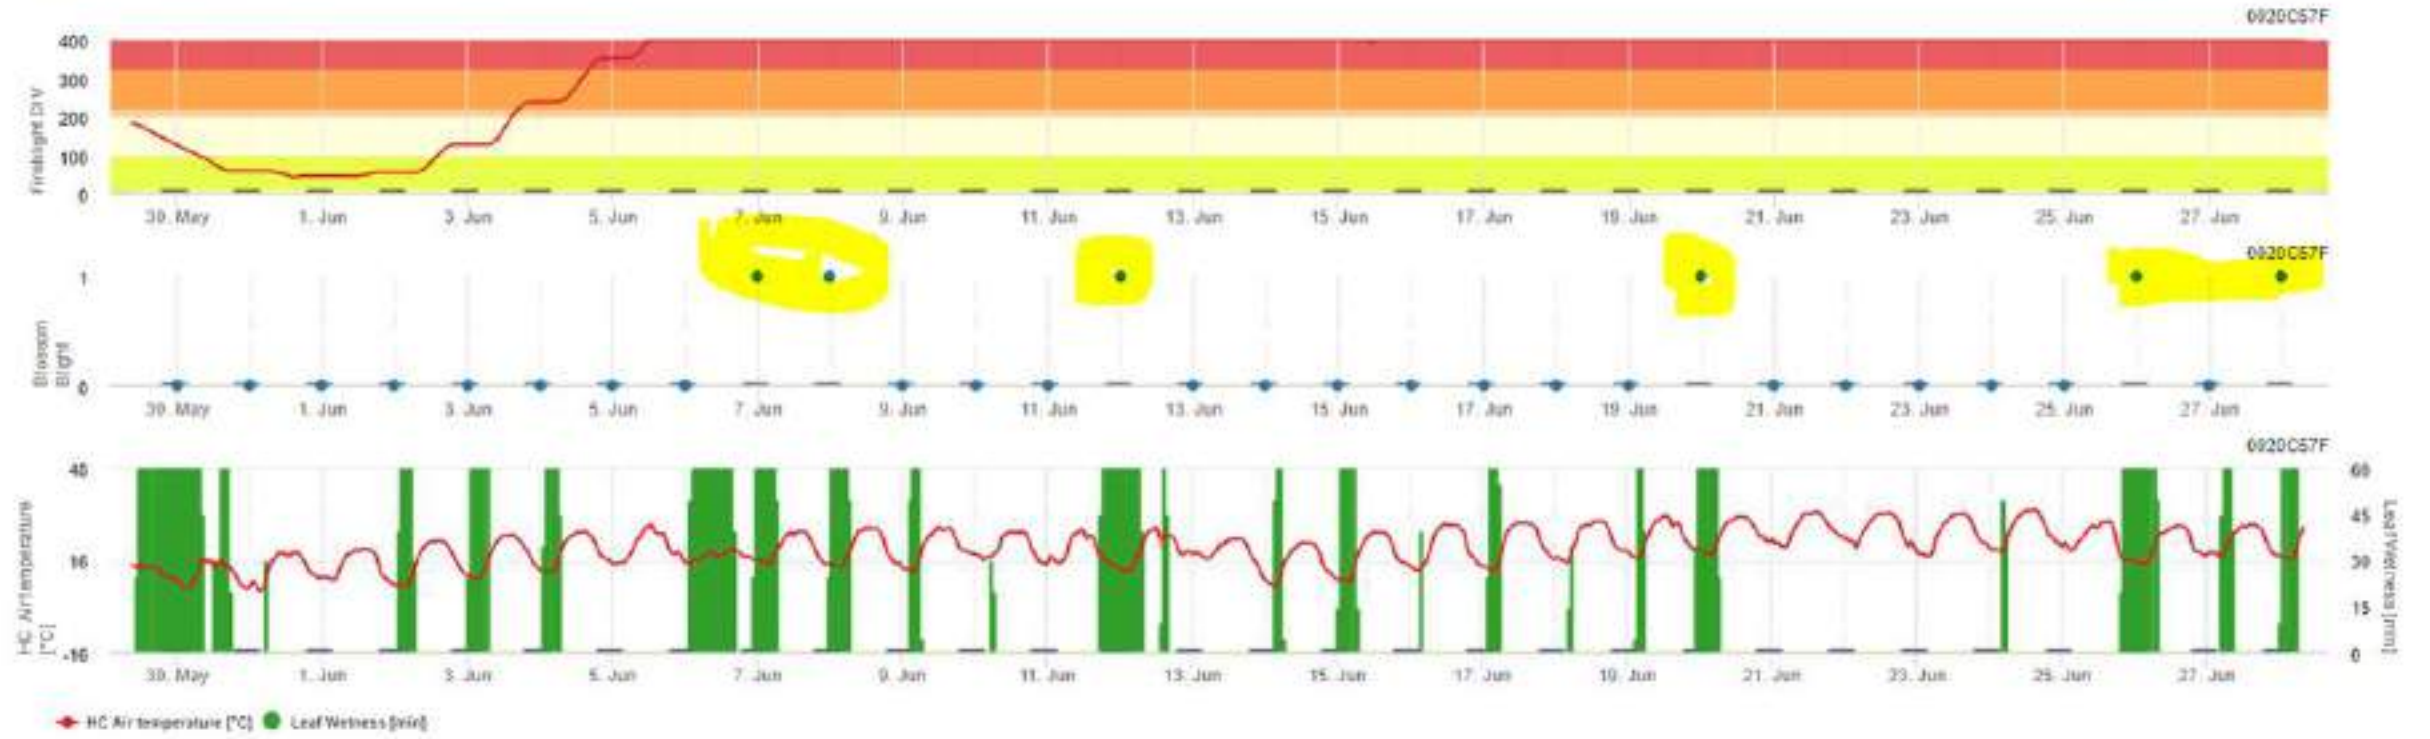 0020C57F
400
300
200
100
0
Fireblight DIV
30. May 1. Jun 3. Jun 5. Jun 7. Jun 9. Jun 11. Jun 13. Jun 15. Jun 17. Jun 19. Jun 21. Jun 23. Jun 25. Jun 27. Jun
0020C57F
1
0
Blossom
Blight
30. May 1. Jun 3. Jun 5. Jun 7. Jun 9. Jun 11. Jun 13. Jun 15. Jun 17. Jun 19. Jun 21. Jun 23. Jun 25. Jun 27. Jun
0020C57F
48
16
-16
HC Air temperature
[°C]
60
45
30
15
0
Leaf Wetness [min]
30. May 1. Jun 3. Jun 5. Jun 7. Jun 9. Jun 11. Jun 13. Jun 15. Jun 17. Jun 19. Jun 21. Jun 23. Jun 25. Jun 27. Jun
HC Air temperature [°C] Leaf Wetness [min]